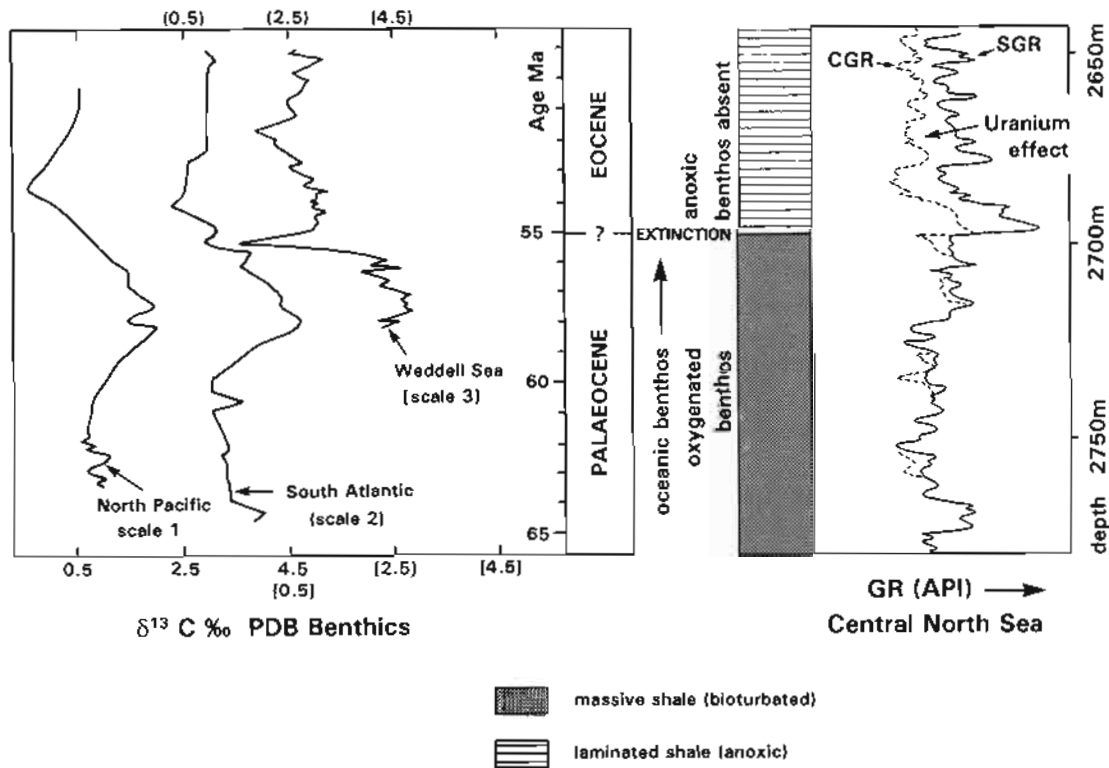 (0.5) (2.5) [4.5]
Age Ma
EOCENE
PALAEOCENE
55
60
65
?
EXTINCTION
anoxic
benthos absent
oceanic benthos
oxygenated
benthos
CGR
SGR
Uranium
effect
2650m
2700m
2750m
depth
Weddell Sea
[scale 3]
North Pacific
scale 1
South Atlantic
(scale 2)
0.5 2.5 4.5 [2.5] [4.5]
[0.5]
δ¹³ C ‰ PDB Benthics
GR (API)
Central North Sea
massive shale (bioturbated)
laminated shale (anoxic)